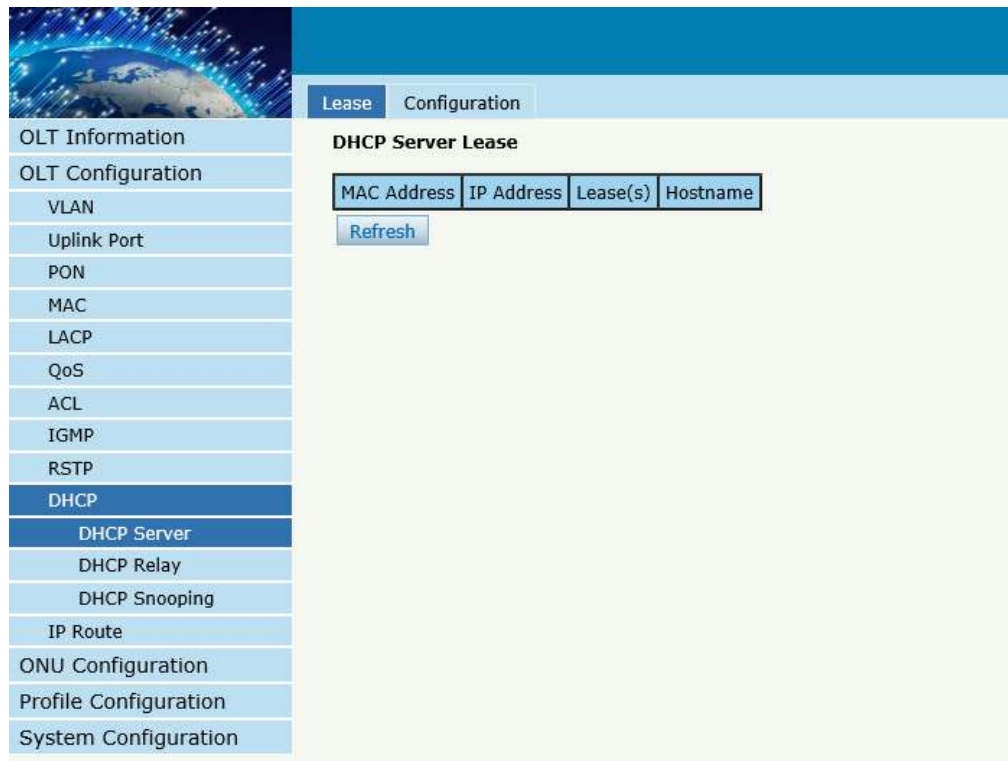 Lease Configuration
OLT Information
OLT Configuration
VLAN
Uplink Port
PON
MAC
LACP
QoS
ACL
IGMP
RSTP
DHCP
DHCP Server
DHCP Relay
DHCP Snooping
IP Route
ONU Configuration
Profile Configuration
System Configuration
DHCP Server Lease
MAC Address IP Address Lease(s) Hostname
Refresh